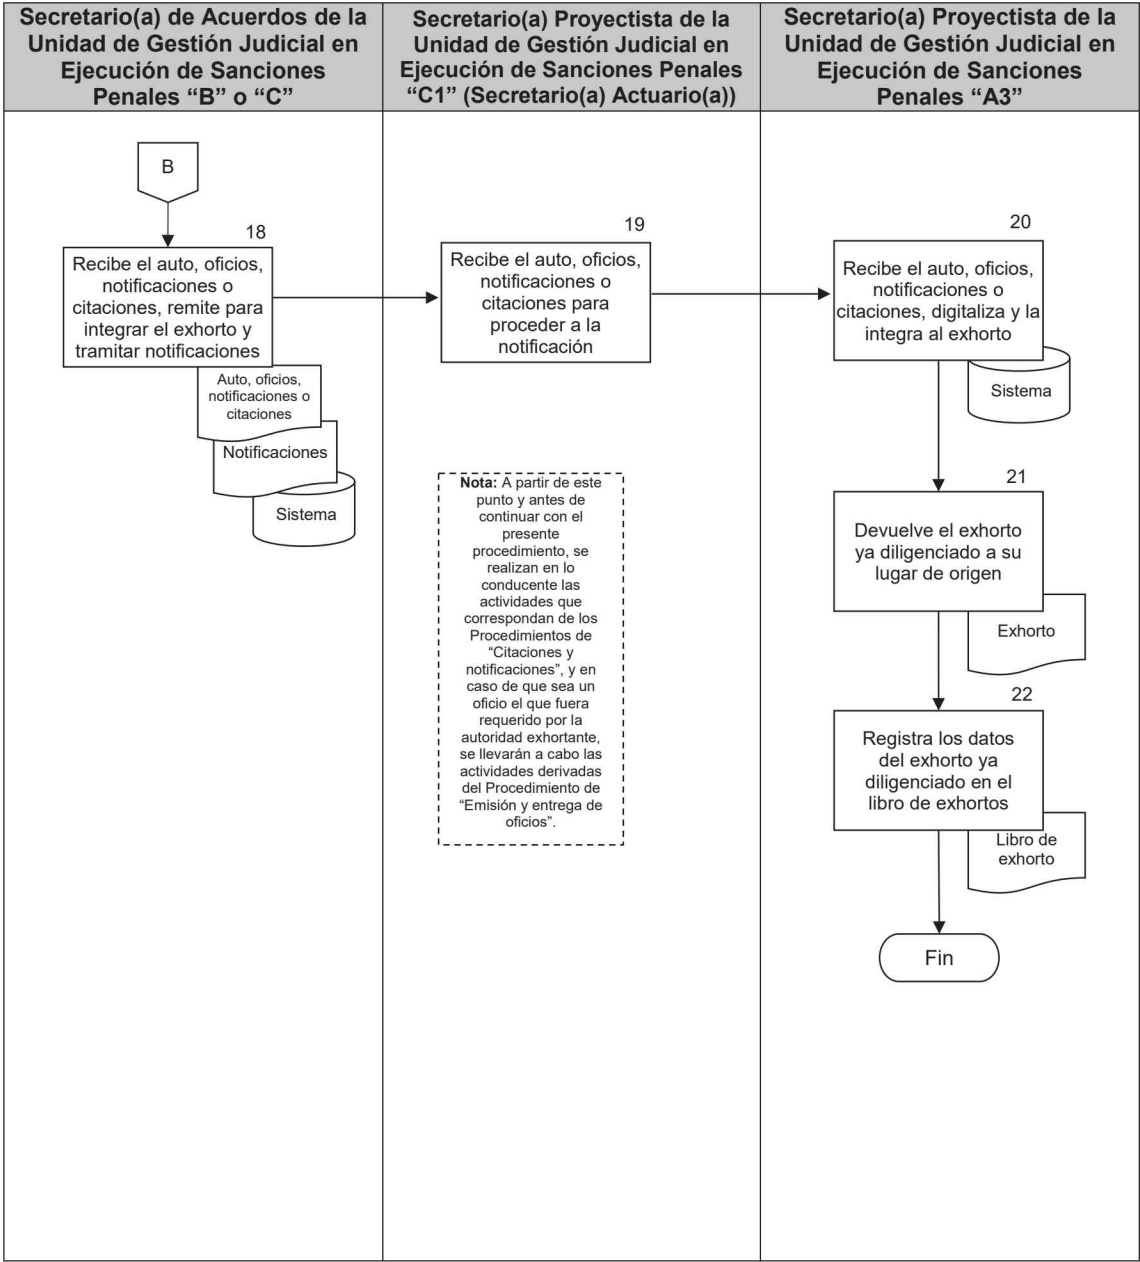 Secretario(a) de Acuerdos de la
Unidad de Gestión Judicial en
Ejecución de Sanciones
Penales “B” o “C”
Secretario(a) Proyectista de la
Unidad de Gestión Judicial en
Ejecución de Sanciones Penales
“C1” (Secretario(a) Actuario(a))
Secretario(a) Proyectista de la
Unidad de Gestión Judicial en
Ejecución de Sanciones
Penales “A3”
B
18
Recibe el auto, oficios,
notificaciones o
citaciones, remite para
integrar el exhorto y
tramitar notificaciones
Auto, oficios,
notificaciones o
citaciones
Notificaciones
Sistema
19
Recibe el auto, oficios,
notificaciones o
citaciones para
proceder a la
notificación
Nota: A partir de este
punto y antes de
continuar con el
presente
procedimiento, se
realizan en lo
conducente las
actividades que
correspondan de los
Procedimientos de
“Citaciones y
notificaciones”, y en
caso de que sea un
oficio el que fuera
requerido por la
autoridad exhortante,
se llevarán a cabo las
actividades derivadas
del Procedimiento de
“Emisión y entrega de
oficios”.
20
Recibe el auto, oficios,
notificaciones o
citaciones, digitaliza y la
integra al exhorto
Sistema
21
Devuelve el exhorto
ya diligenciado a su
lugar de origen
Exhorto
22
Registra los datos
del exhorto ya
diligenciado en el
libro de exhortos
Libro de
exhorto
Fin